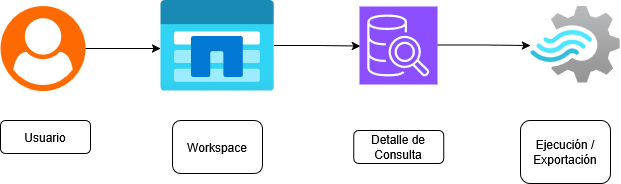 Usuario
Workspace
Detalle de
Consulta
Ejecución /
Exportación